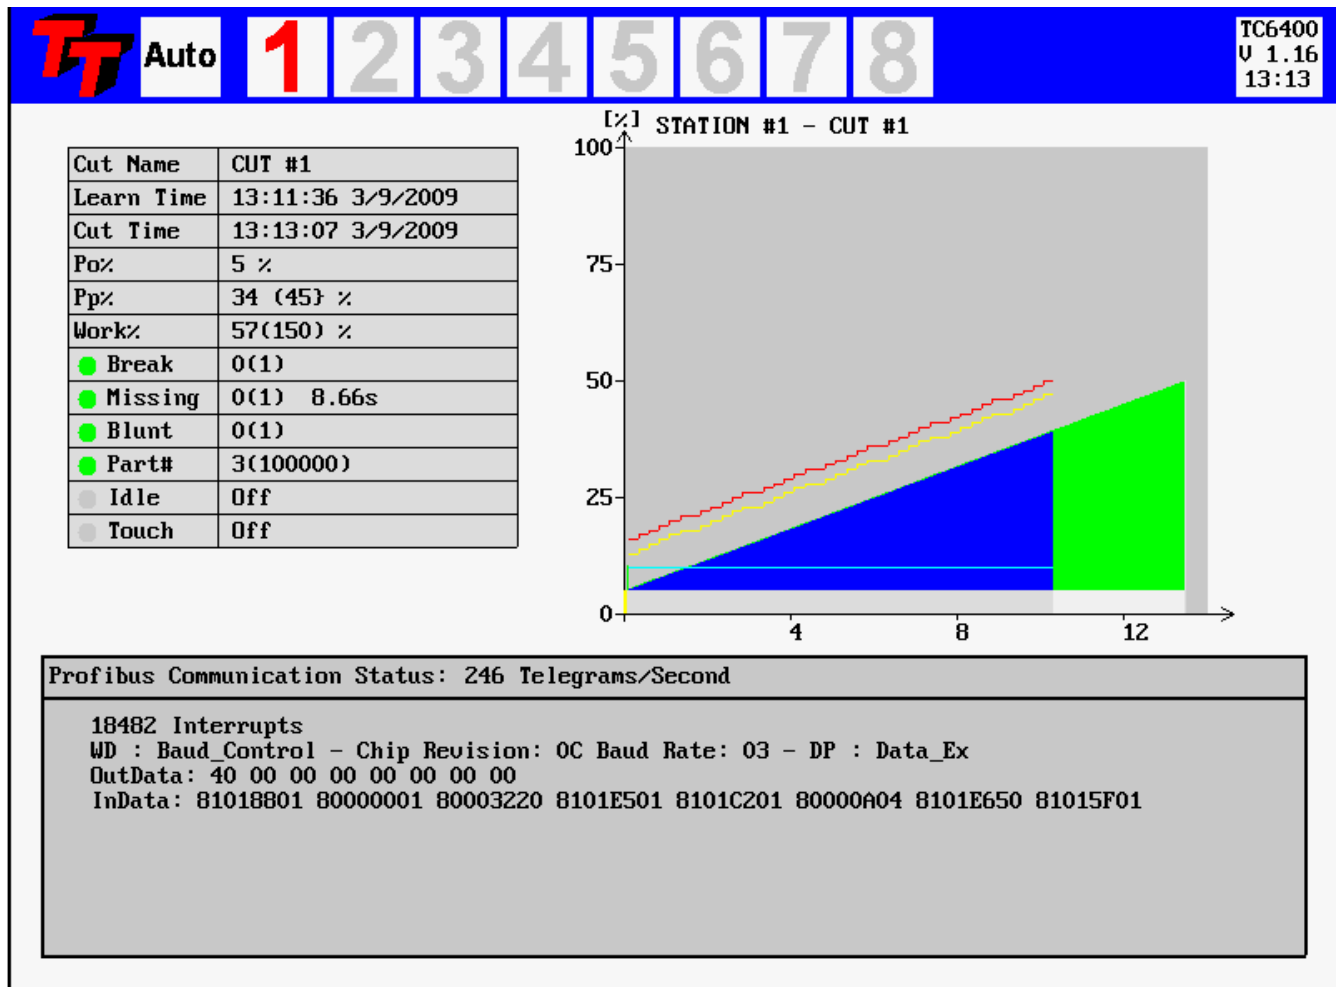 TT Auto 1 2 3 4 5 6 7 8
TC6400
V 1.16
13:13
[%] STATION #1 - CUT #1
Cut Name CUT #1
Learn Time 13:11:36 3/9/2009
Cut Time 13:13:07 3/9/2009
Po% 5 %
Pp% 34 (45} %
Work% 57(150) %
Break 0(1)
Missing 0(1) 8.66s
Blunt 0(1)
Part# 3(100000)
Idle Off
Touch Off
100
75
50
25
0
4 8 12
Profibus Communication Status: 246 Telegrams/Second
18482 Interrupts
WD : Baud_Control - Chip Revision: 0C Baud Rate: 03 - DP : Data_Ex
OutData: 40 00 00 00 00 00 00 00
InData: 81018801 80000001 80003220 8101E501 8101C201 80000A04 8101E650 81015F01